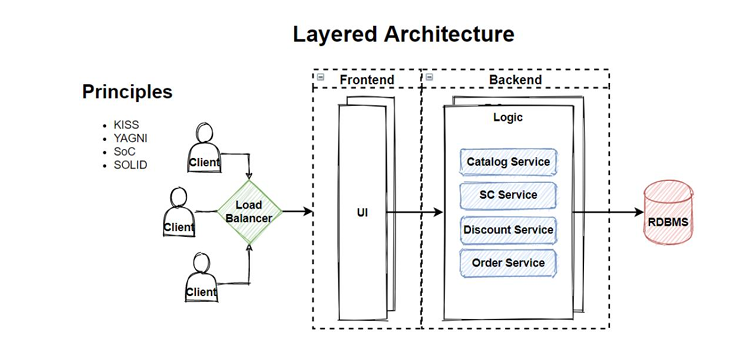 Layered Architecture
Principles
KISS
YAGNI
SoC
SOLID
Frontend
Backend
Client
Client
Client
Load
Balancer
UI
Logic
Catalog Service
SC Service
Discount Service
Order Service
RDBMS